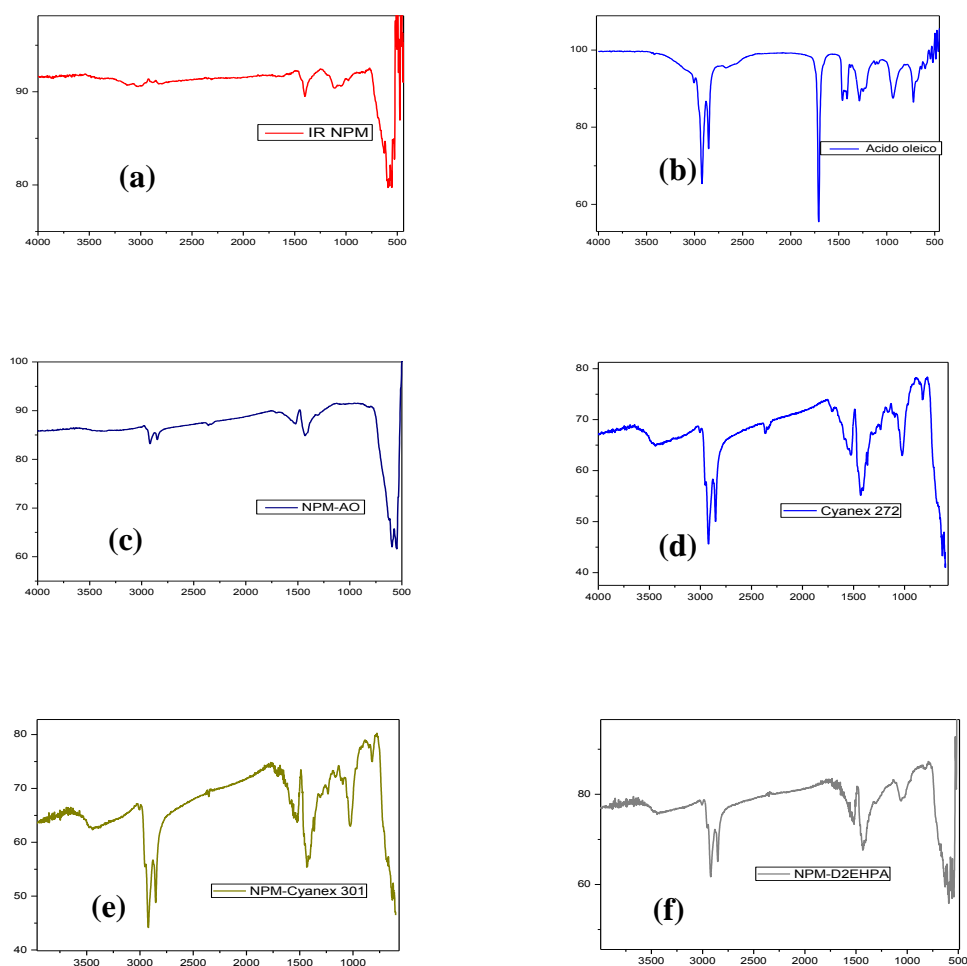 90
80
IR NPM
(a)
4000 3500 3000 2500 2000 1500 1000 500
100
80
60
Acido oleico
(b)
4000 3500 3000 2500 2000 1500 1000 500
100
90
80
70
60
NPM-AO
(c)
4000 3500 3000 2500 2000 1500 1000 500
80
70
60
50
40
Cyanex 272
(d)
4000 3500 3000 2500 2000 1500 1000
80
70
60
50
40
NPM-Cyanex 301
(e)
3500 3000 2500 2000 1500 1000
80
60
NPM-D2EHPA
(f)
3500 3000 2500 2000 1500 1000 500